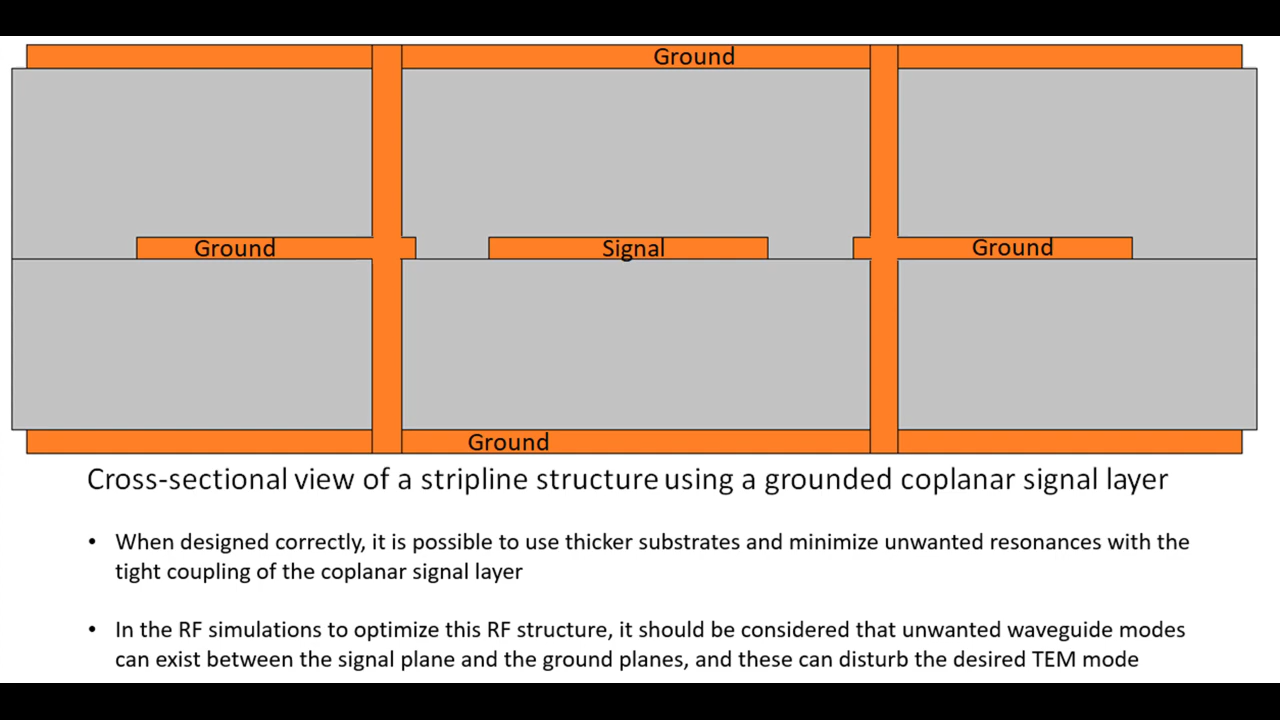 Ground
Ground Signal Ground
Ground
Cross-sectional view of a stripline structure using a grounded coplanar signal layer
• When designed correctly, it is possible to use thicker substrates and minimize unwanted resonances with the
tight coupling of the coplanar signal layer
• In the RF simulations to optimize this RF structure, it should be considered that unwanted waveguide modes
can exist between the signal plane and the ground planes, and these can disturb the desired TEM mode